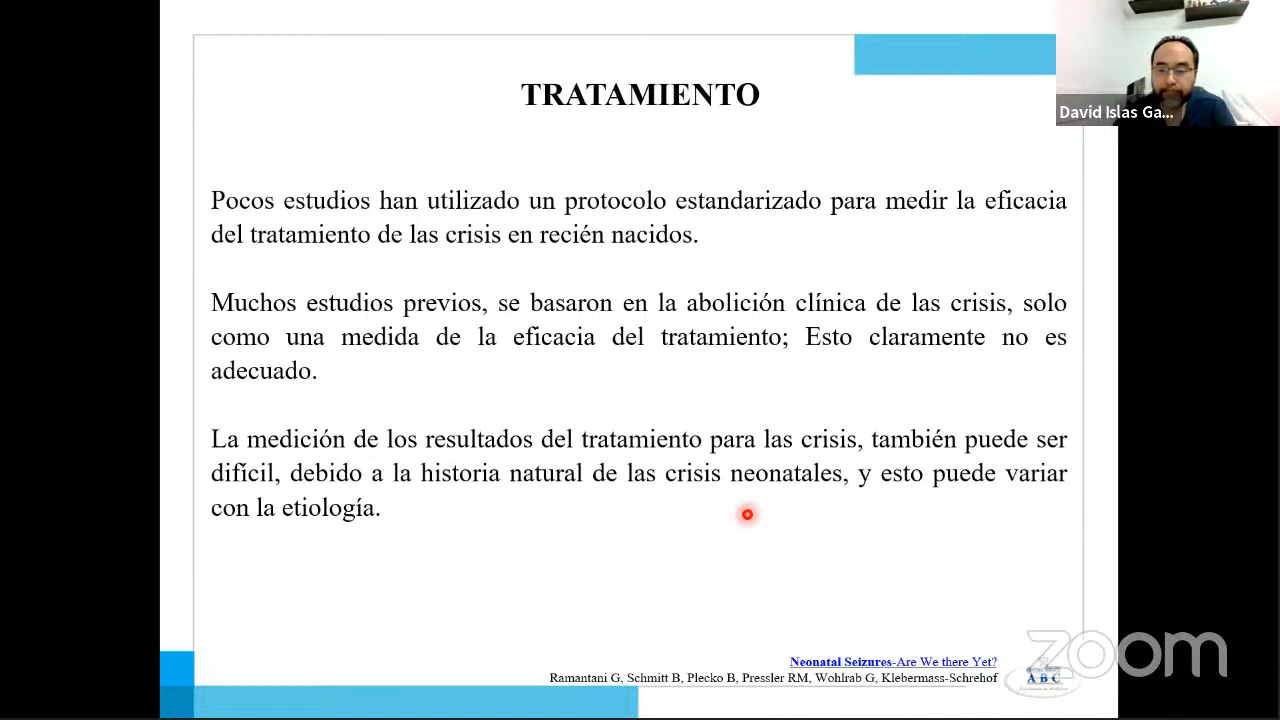 TRATAMIENTO
David Islas Ga...
Pocos estudios han utilizado un protocolo estandarizado para medir la eficacia
del tratamiento de las crisis en recién nacidos.
Muchos estudios previos, se basaron en la abolición clínica de las crisis, solo
como una medida de la eficacia del tratamiento; Esto claramente no es
adecuado.
La medición de los resultados del tratamiento para las crisis, también puede ser
difícil, debido a la historia natural de las crisis neonatales, y esto puede variar
con la etiología.
Neonatal Seizures-Are We there Yet?
Ramantani G, Schmitt B, Plecko B, Pressler RM, Wohlrab G, Klebermass-Schrehof
ABC
zoom